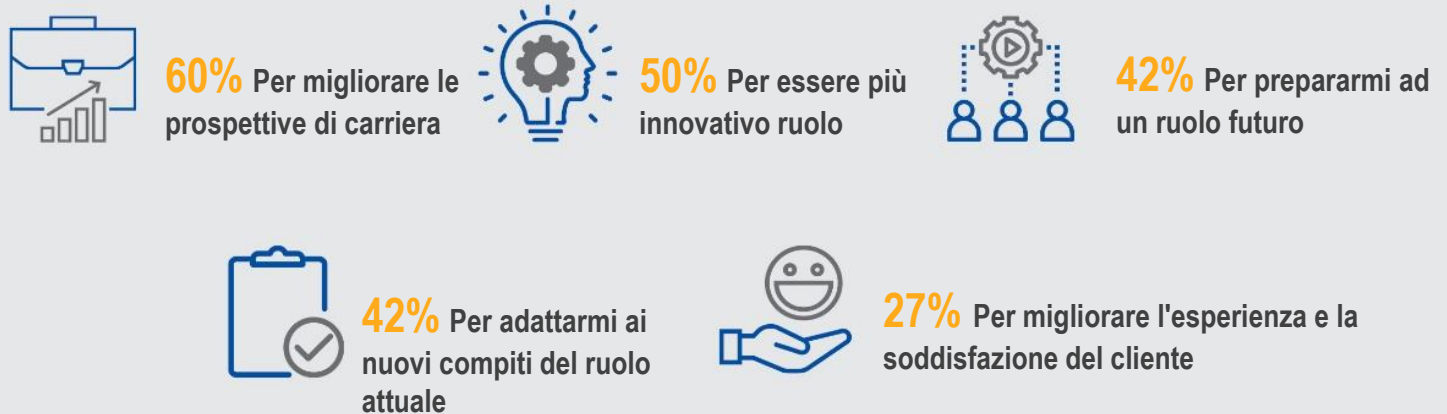 60% Per migliorare le
prospettive di carriera
50% Per essere più
innovativo ruolo
42% Per prepararmi ad
un ruolo futuro
42% Per adattarmi ai
nuovi compiti del ruolo
attuale
27% Per migliorare l'esperienza e la
soddisfazione del cliente